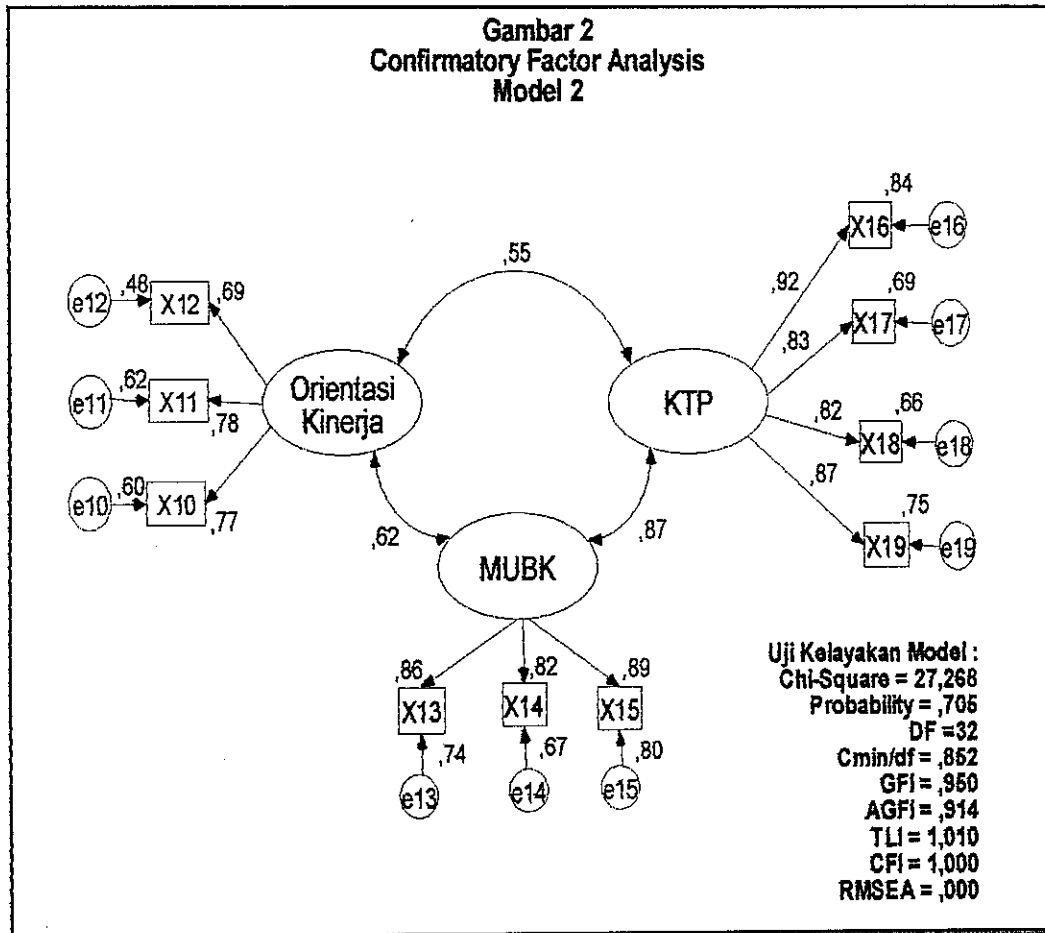 Gambar 2
Confirmatory Factor Analysis
Model 2
,84
X16
e16
,55
,92
,69
e12
,48
X12
,69
X17
e17
,83
e11
,62
X11
,78
Orientasi
Kinerja
KTP
,82
,66
X18
e18
e10
,60
X10
,77
,87
,75
X19
e19
,62
,87
MUBK
,86
,82
,89
X13
X14
X15
,74
,67
,80
e13
e14
e15
Uji Kelayakan Model :
Chi-Square = 27,268
Probability = ,705
DF =32
Cmin/df = ,852
GFI = ,950
AGFI = ,914
TLI = 1,010
CFI = 1,000
RMSEA = ,000